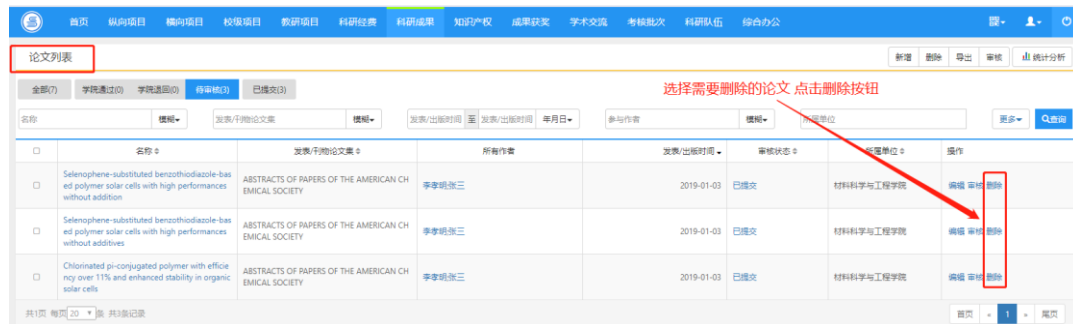 首页 纵向项目 横向项目 校级项目 教研项目 科研经费 科研成果 知识产权 成果获奖 学术交流 考核批次 科研队伍 综合办公
论文列表 新增 删除 导出 审核 统计分析
全部(7) 学院通过(0) 学院退回(0) 待审核(3) 已提交(3) 选择需要删除的论文 点击删除按钮
名称 模糊 发表/刊物论文集 模糊 发表/出版时间 至 发表/出版时间 年月日 参与作者 模糊 所属单位 更多 查询
名称 发表/刊物论文集 所有作者 发表/出版时间 审核状态 所属单位 操作
Selenophene-substituted benzothiodiazole-bas
ed polymer solar cells with high performances
without addition
ABSTRACTS OF PAPERS OF THE AMERICAN CH
EMICAL SOCIETY
李孝明;张三 2019-01-03 已提交 材料科学与工程学院 编辑 审核 删除
Selenophene-substituted benzothiodiazole-bas
ed polymer solar cells with high performances
without additives
ABSTRACTS OF PAPERS OF THE AMERICAN CH
EMICAL SOCIETY
李孝明;张三 2019-01-03 已提交 材料科学与工程学院 编辑 审核 删除
Chlorinated pi-conjugated polymer with efficie
ncy over 11% and enhanced stability in organic
solar cells
ABSTRACTS OF PAPERS OF THE AMERICAN CH
EMICAL SOCIETY
李孝明;张三 2019-01-03 已提交 材料科学与工程学院 编辑 审核 删除
共1页 每页 20 条 共3条记录 首页 « 1 » 尾页